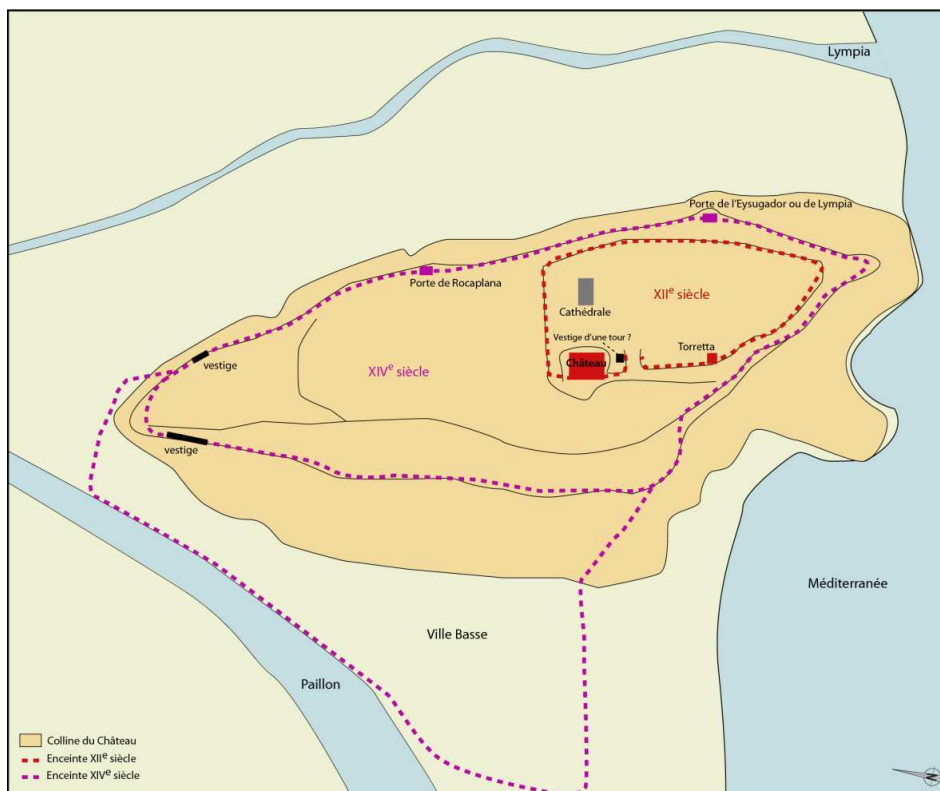 Lympia
Porte de l'Eysugador ou de Lympia
Porte de Rocaplana
XIIe siècle
Cathédrale
Vestige d'une tour ?
Torretta
Château
vestige
XIVe siècle
vestige
Méditerranée
Ville Basse
Paillon
Colline du Château
Enceinte XIIe siècle
Enceinte XIVe siècle